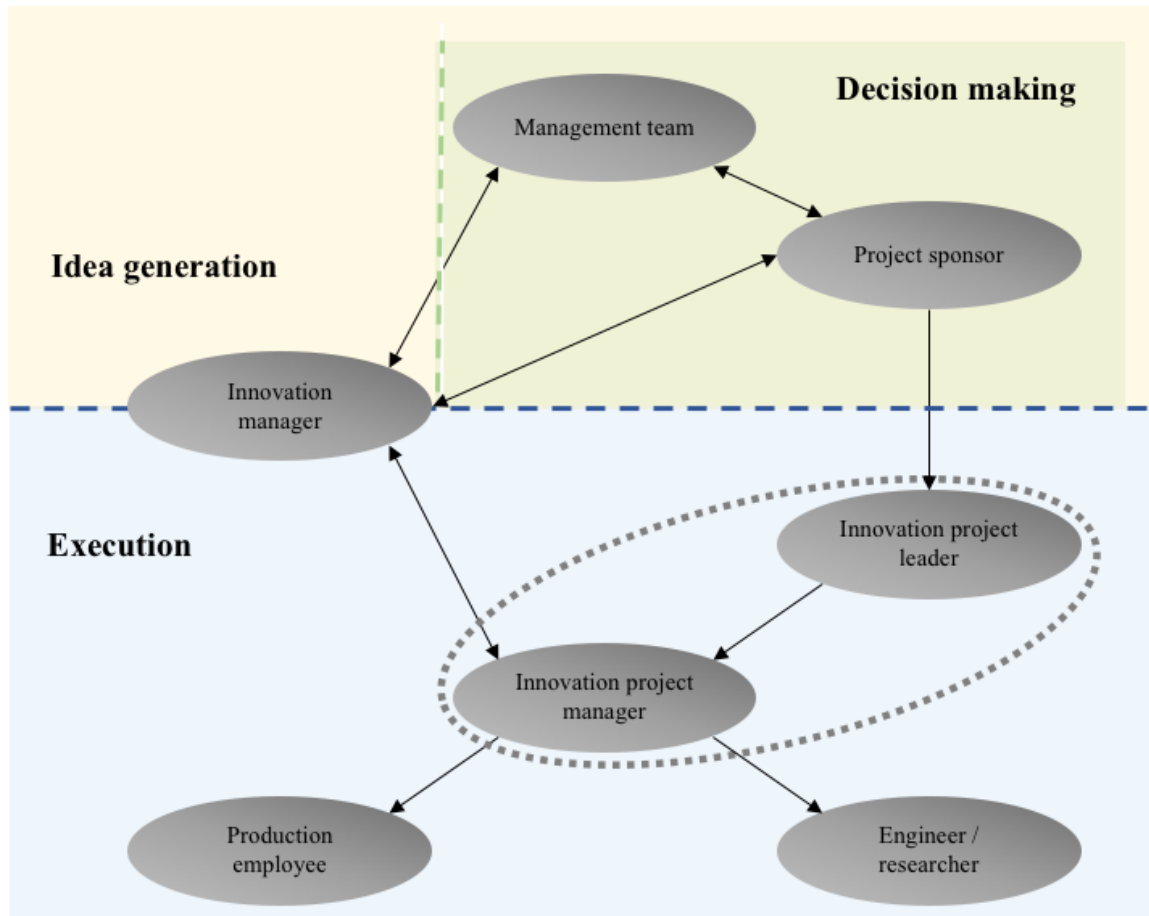 Decision making
Management team
Project sponsor
Idea generation
Innovation
manager
Execution
Innovation project
leader
Innovation project
manager
Production
employee
Engineer /
researcher